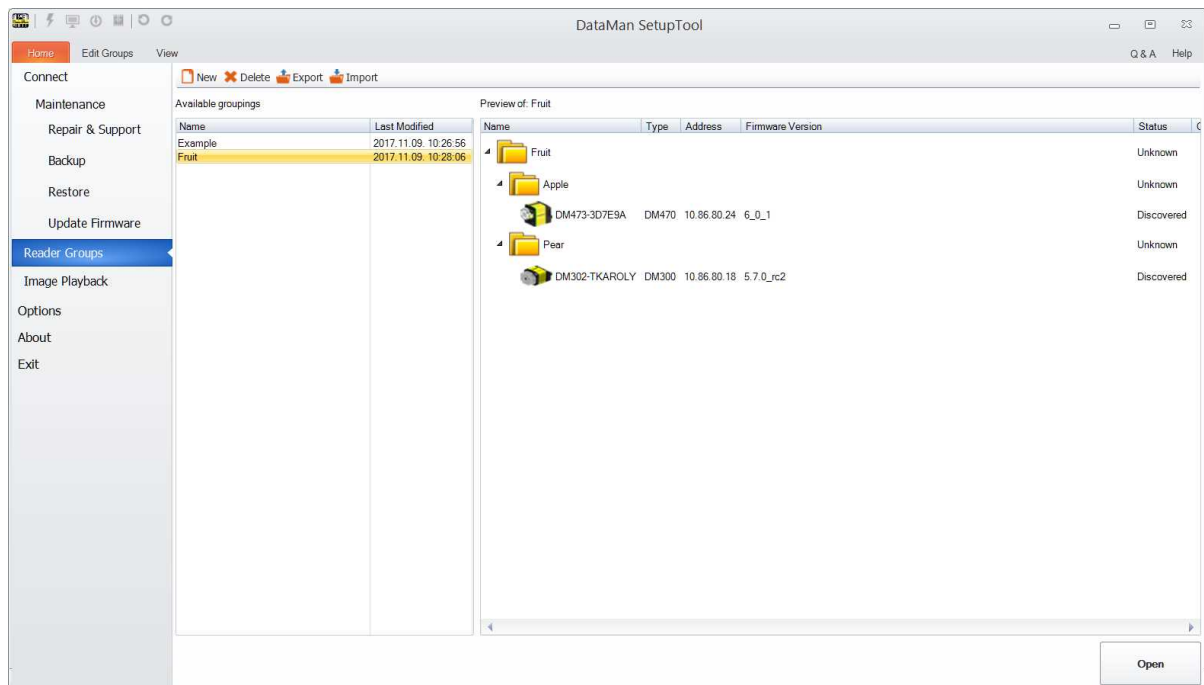 DataMan SetupTool
Home Edit Groups View Q & A Help
Connect
Maintenance
Repair & Support
Backup
Restore
Update Firmware
Reader Groups
Image Playback
Options
About
Exit
New Delete Export Import
Available groupings
Name Last Modified
Example 2017.11.09. 10:26:56
Fruit 2017.11.09. 10:28:06
Preview of: Fruit
Name Type Address Firmware Version Status
Fruit Unknown
Apple Unknown
DM473-3D7E9A DM470 10.86.80.24 6_0_1 Discovered
Pear Unknown
DM302-TKAROLY DM300 10.86.80.18 5.7.0_rc2 Discovered
Open